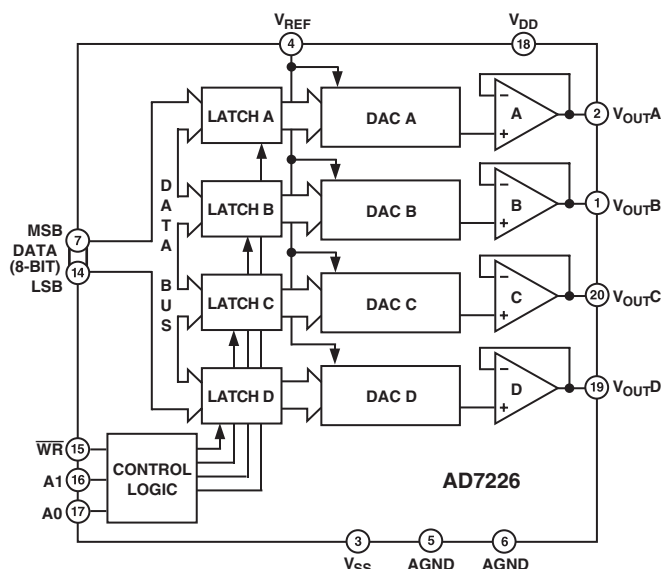 VREF
VDD
4
18
LATCH A
DAC A
A
2
VOUTA
LATCH B
DAC B
B
1
VOUTB
DATA BUS
MSB
7
DATA
(8-BIT)
14
LSB
LATCH C
DAC C
C
20
VOUTC
LATCH D
DAC D
D
19
VOUTD
WR
15
A1
16
A0
17
CONTROL
LOGIC
AD7226
3
5
6
VSS
AGND
AGND